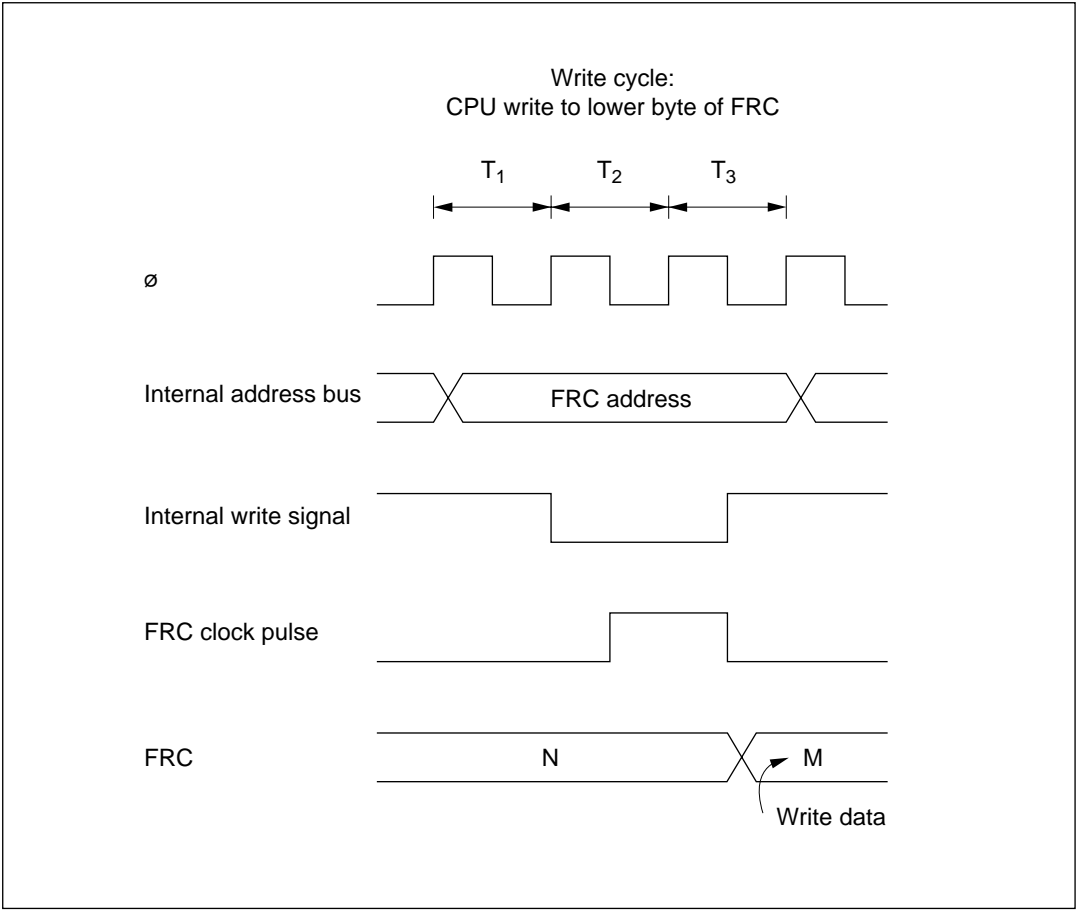 Write cycle:
CPU write to lower byte of FRC
T1 T2 T3
ø
Internal address bus
FRC address
Internal write signal
FRC clock pulse
FRC
N
M
Write data